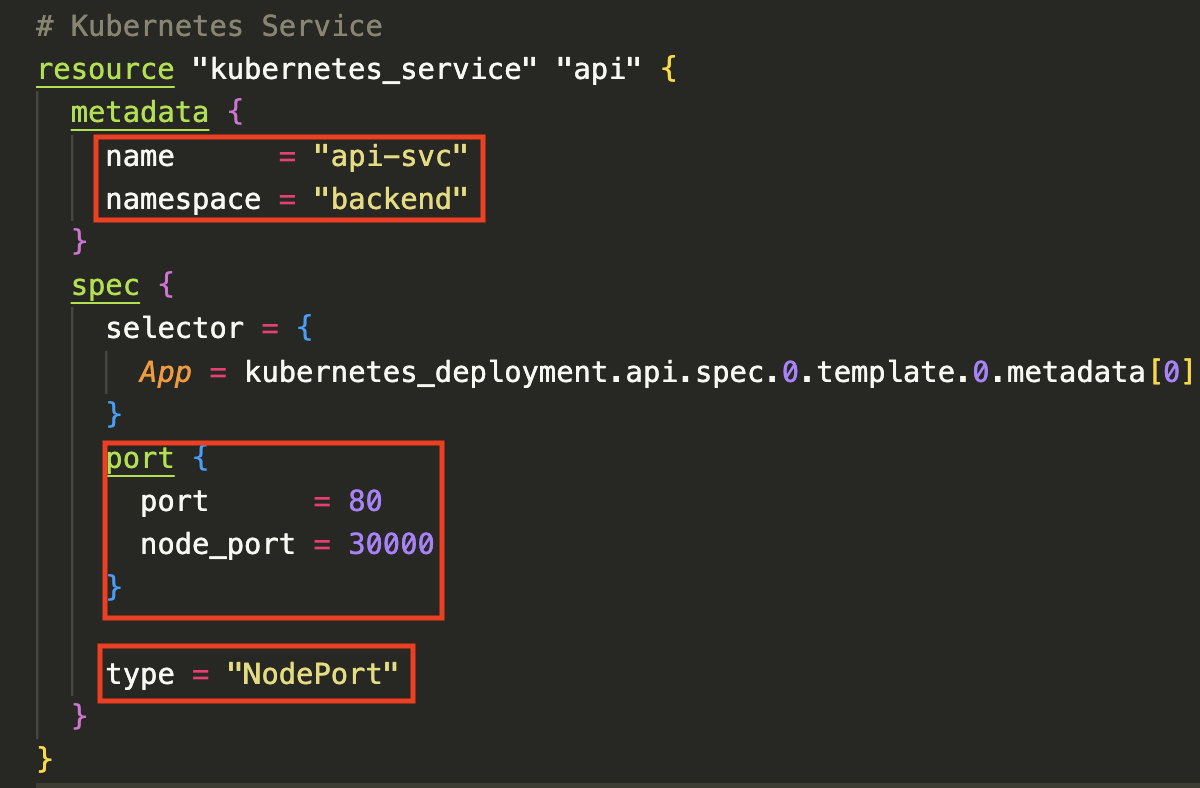 # Kubernetes Service
resource "kubernetes_service" "api" {
  metadata {
    name      = "api-svc"
    namespace = "backend"
  }
  spec {
    selector = {
      App = kubernetes_deployment.api.spec.0.template.0.metadata[0]
    }
    port {
      port      = 80
      node_port = 30000
    }

    type = "NodePort"
  }
}